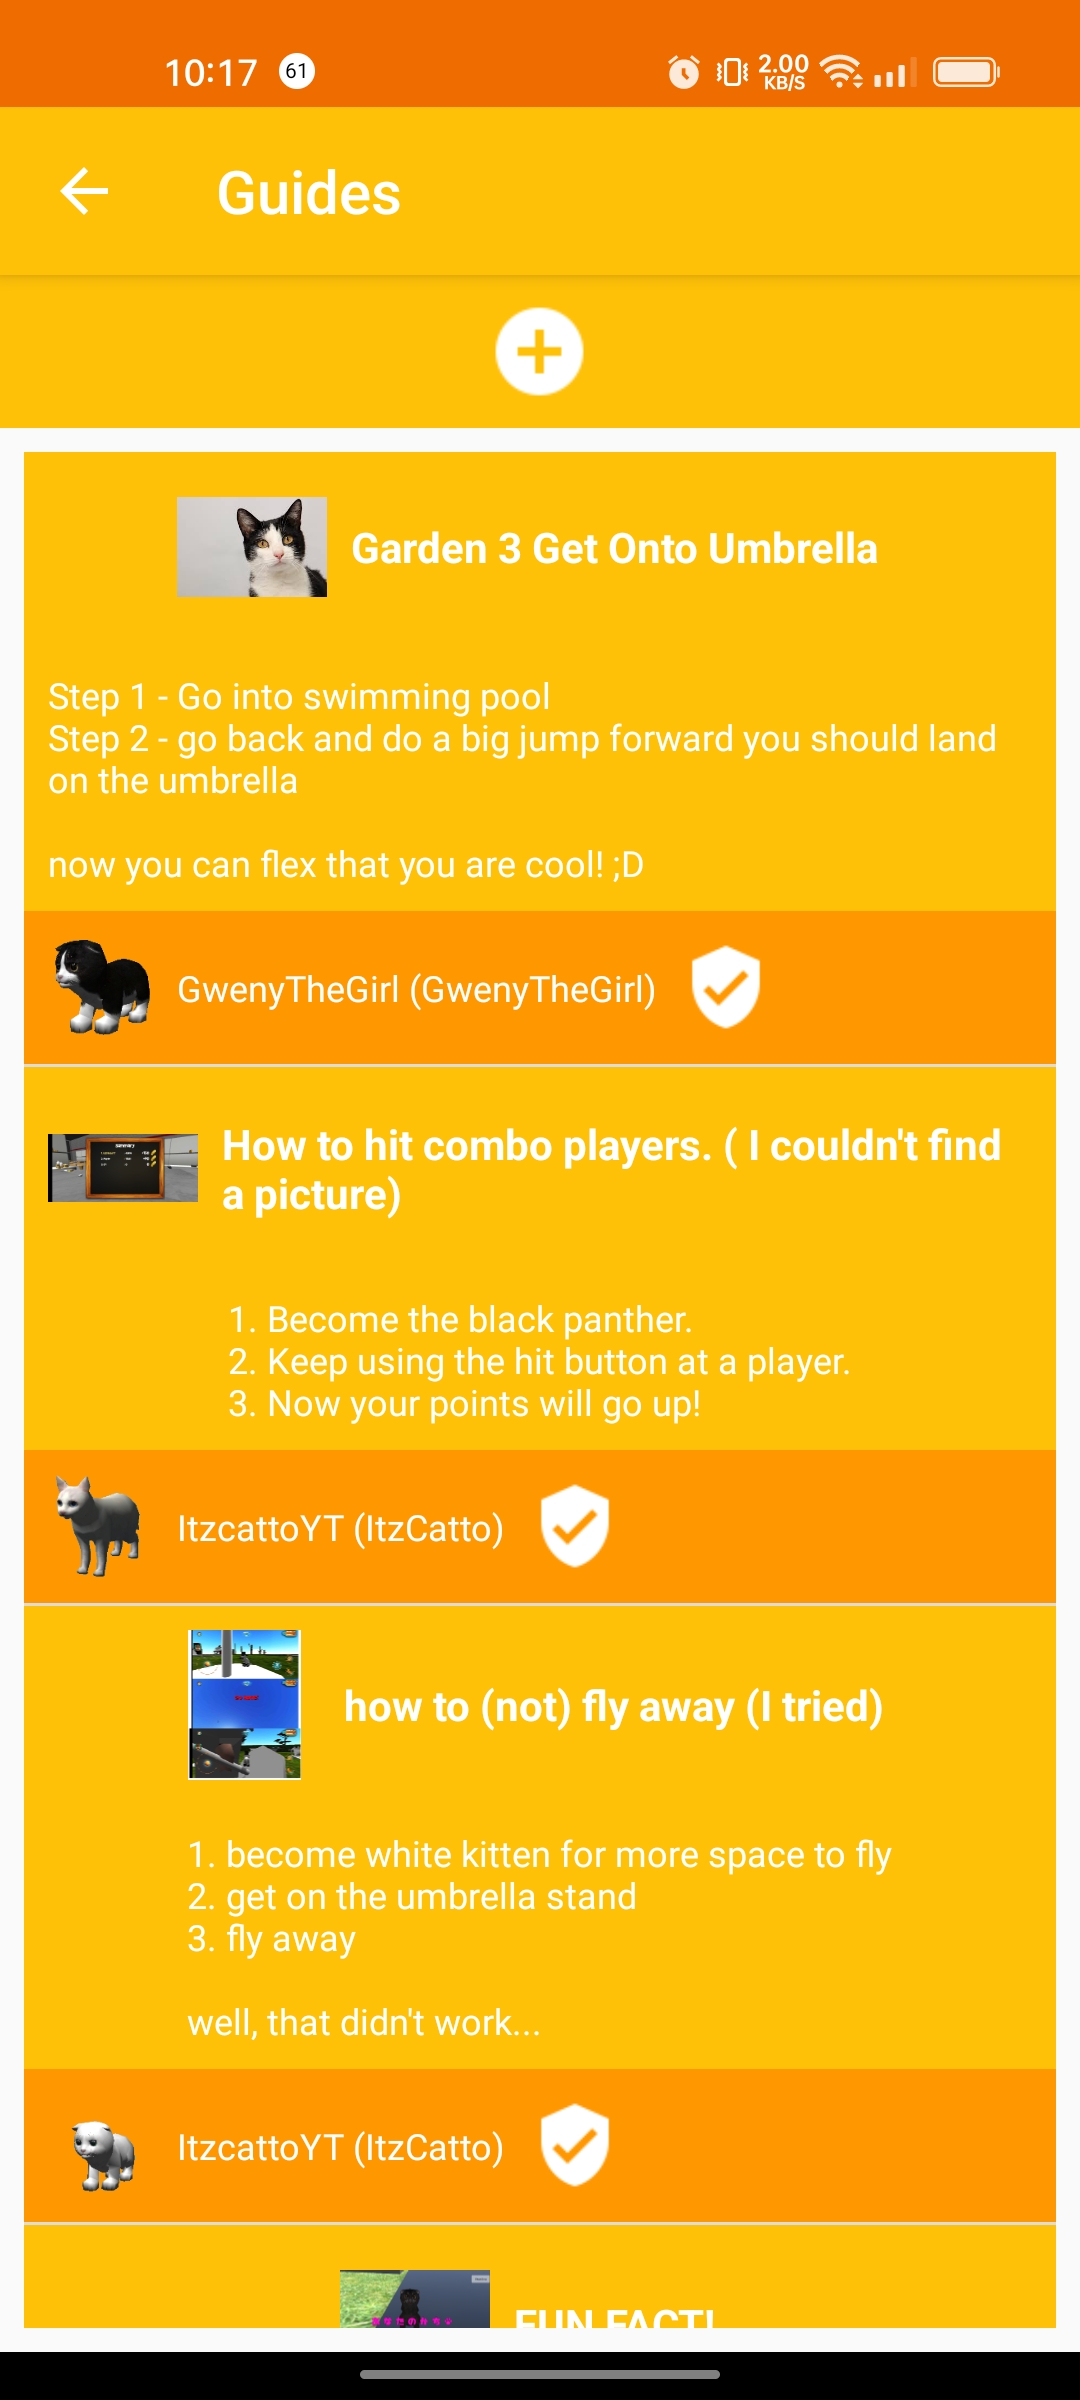 10:17 61 2.00 KB/S
Guides
Garden 3 Get Onto Umbrella
Step 1 - Go into swimming pool
Step 2 - go back and do a big jump forward you should land
on the umbrella
now you can flex that you are cool! ;D
GwenyTheGirl (GwenyTheGirl)
How to hit combo players. ( I couldn't find
a picture)
1. Become the black panther.
2. Keep using the hit button at a player.
3. Now your points will go up!
ItzcattoYT (ItzCatto)
how to (not) fly away (I tried)
1. become white kitten for more space to fly
2. get on the umbrella stand
3. fly away
well, that didn't work...
ItzcattoYT (ItzCatto)
FUN FACT!